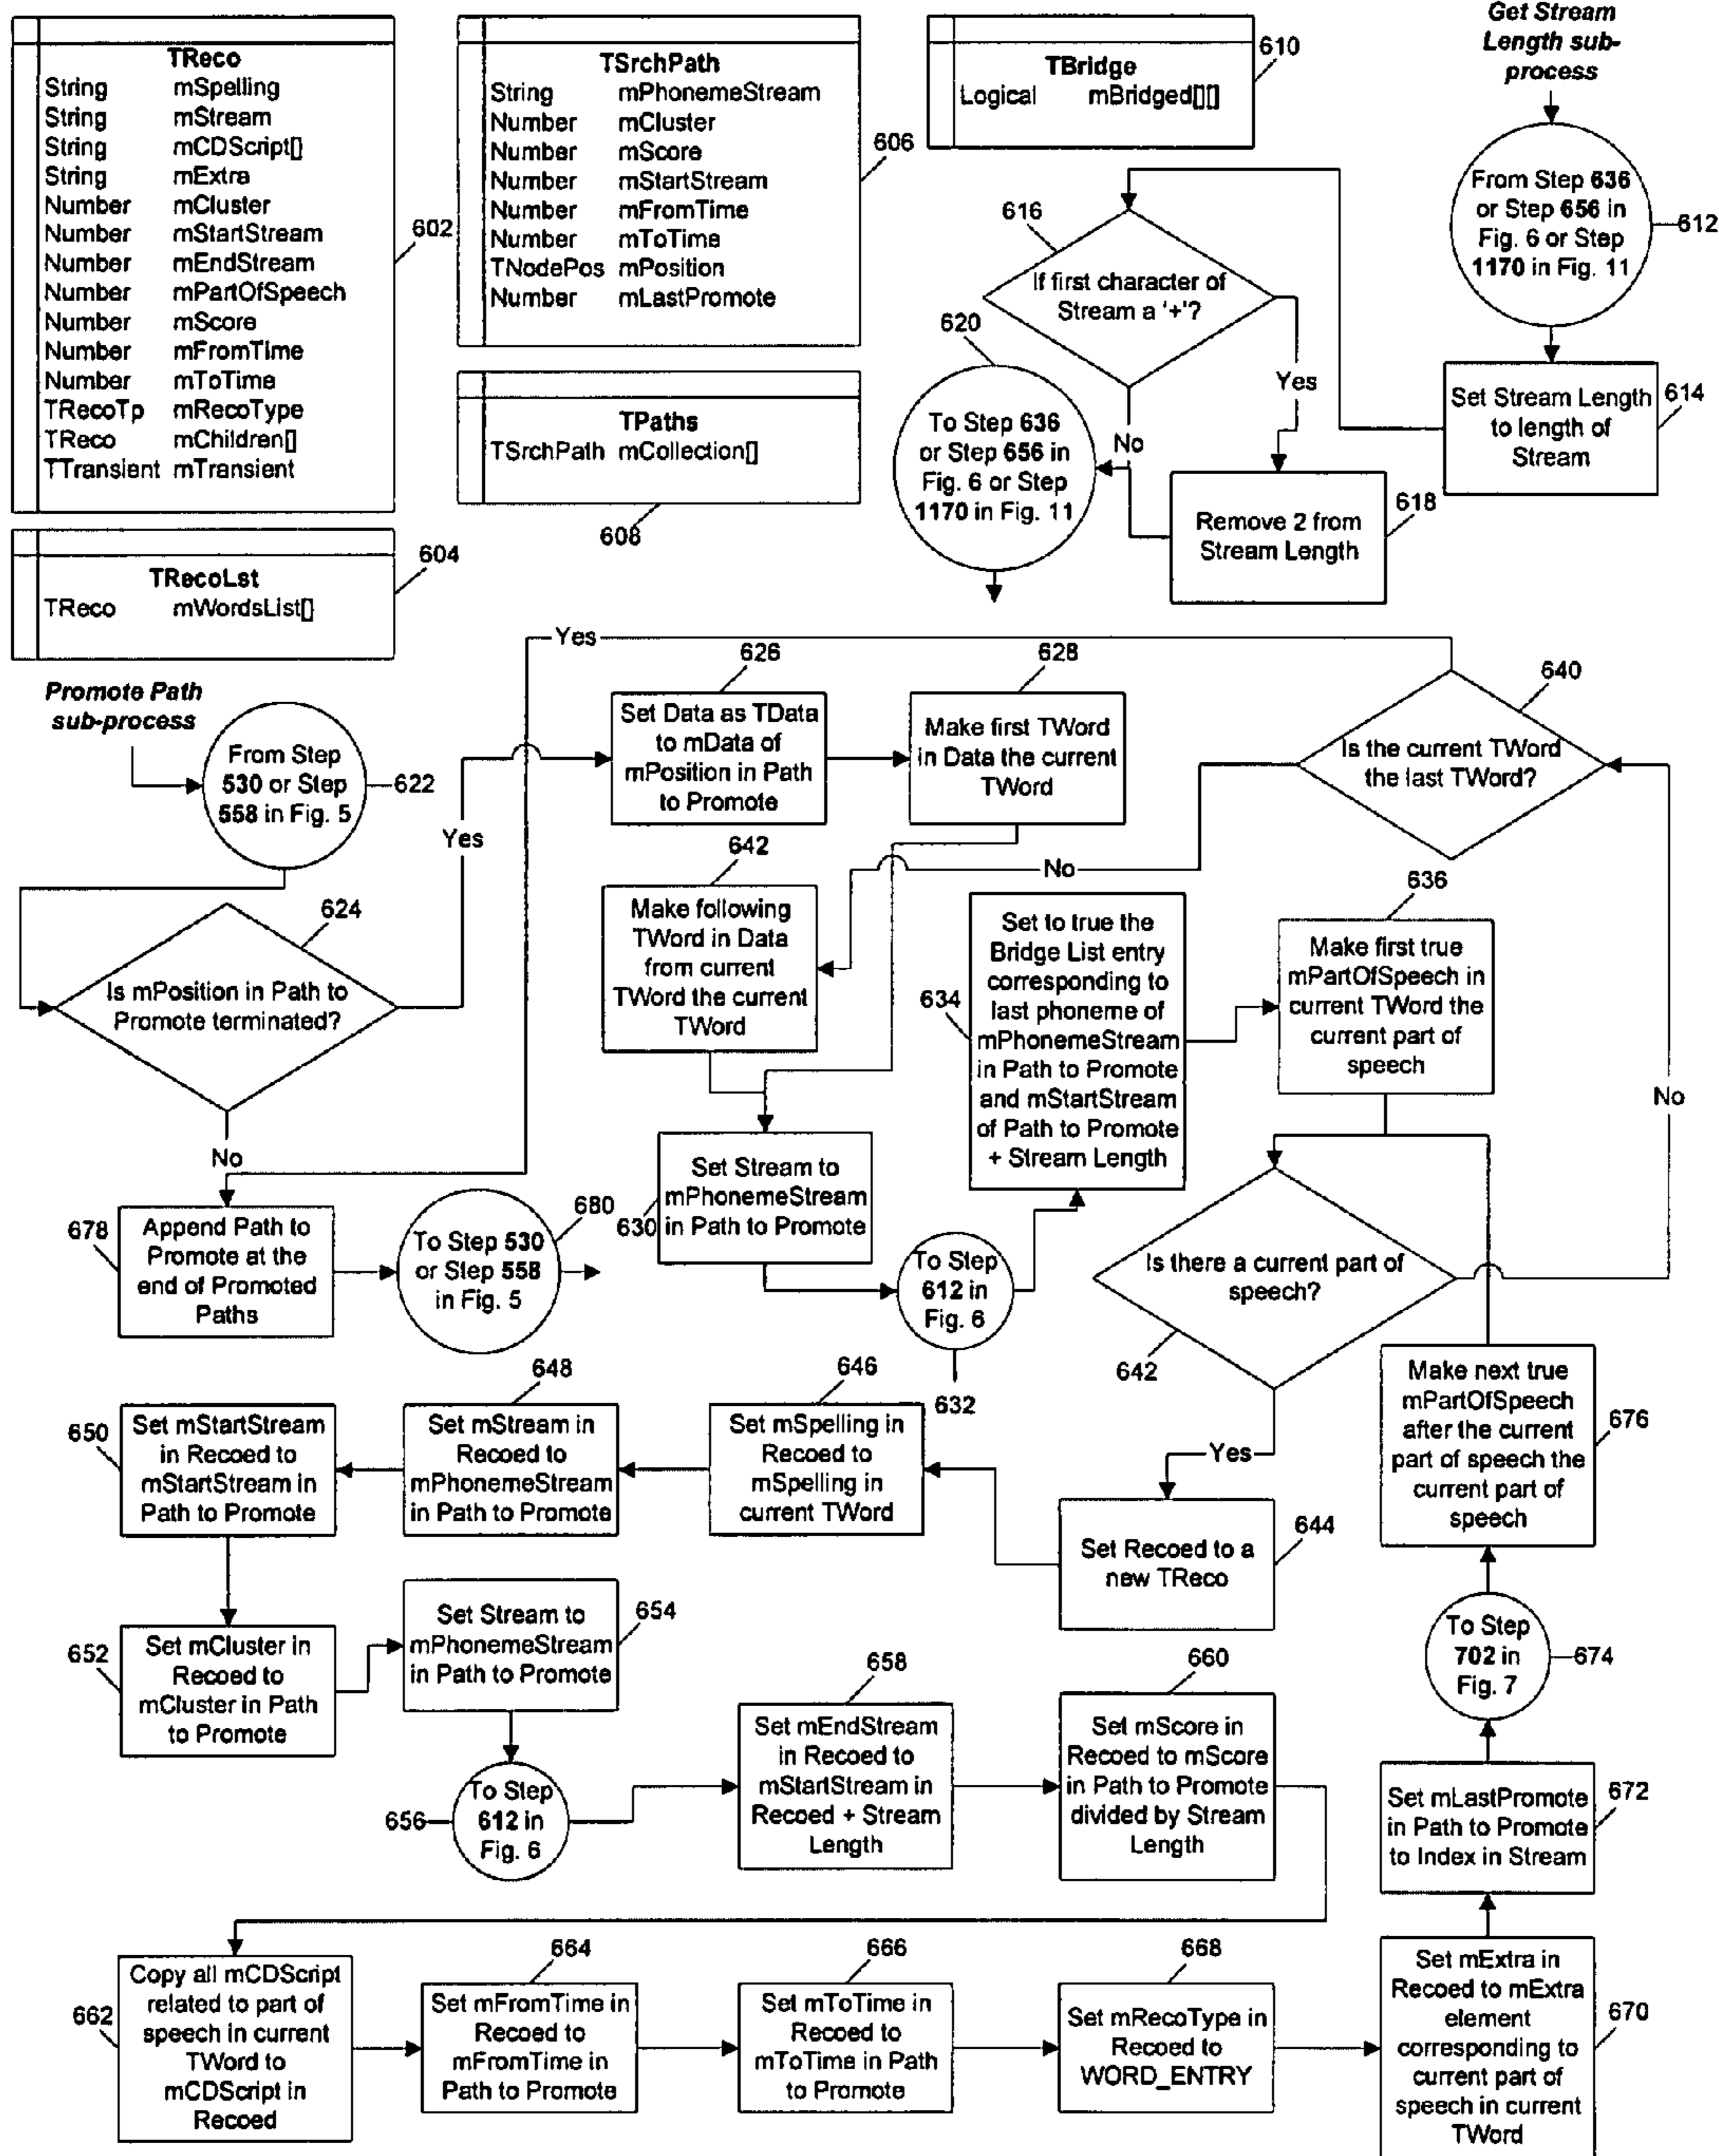 TReco
String mSpelling
String mStream
String mCDScript[]
String mExtra
Number mCluster
Number mStartStream
Number mEndStream
Number mPartOfSpeech
Number mScore
Number mFromTime
Number mToTime
TRecoTp mRecoType
TReco mChildren[]
TTransient mTransient
602
TRecoLst
TReco mWordsList[]
604
TSrchPath
String mPhonemeStream
Number mCluster
Number mScore
Number mStartStream
Number mFromTime
Number mToTime
TNodePos mPosition
Number mLastPromote
606
TPaths
TSrchPath mCollection[]
608
TBridge
Logical mBridged[][]
610
Get Stream
Length sub-
process
From Step 636
or Step 656 in
Fig. 6 or Step
1170 in Fig. 11
612
Set Stream Length
to length of
Stream
614
616
If first character of
Stream a '+'?
Yes
No
Remove 2 from
Stream Length
618
620
To Step 636
or Step 656 in
Fig. 6 or Step
1170 in Fig. 11
Promote Path
sub-process
From Step
530 or Step
558 in Fig. 5
622
624
Is mPosition in Path to
Promote terminated?
Yes
No
626
Set Data as TData
to mData of
mPosition in Path
to Promote
628
Make first TWord
in Data the current
TWord
Yes
640
Is the current TWord
the last TWord?
No
642
Make following
TWord in Data
from current
TWord the current
TWord
630
Set Stream to
mPhonemeStream
in Path to Promote
To Step
612 in
Fig. 6
632
634
Set to true the
Bridge List entry
corresponding to
last phoneme of
mPhonemeStream
in Path to Promote
and mStartStream
of Path to Promote
+ Stream Length
636
Make first true
mPartOfSpeech in
current TWord the
current part of
speech
No
Is there a current part of
speech?
642
Yes
678
Append Path to
Promote at the
end of Promoted
Paths
680
To Step 530
or Step 558
in Fig. 5
644
Set Recoed to a
new TReco
646
Set mSpelling in
Recoed to
mSpelling in
current TWord
648
Set mStream in
Recoed to
mPhonemeStream
in Path to Promote
650
Set mStartStream
in Recoed to
mStartStream in
Path to Promote
652
Set mCluster in
Recoed to
mCluster in Path
to Promote
654
Set Stream to
mPhonemeStream
in Path to Promote
656
To Step
612 in
Fig. 6
658
Set mEndStream
in Recoed to
mStartStream in
Recoed + Stream
Length
660
Set mScore in
Recoed to mScore
in Path to Promote
divided by Stream
Length
662
Copy all mCDScript
related to part of
speech in current
TWord to
mCDScript in
Recoed
664
Set mFromTime in
Recoed to
mFromTime in
Path to Promote
666
Set mToTime in
Recoed to
mToTime in Path
to Promote
668
Set mRecoType in
Recoed to
WORD_ENTRY
670
Set mExtra in
Recoed to mExtra
element
corresponding to
current part of
speech in current
TWord
672
Set mLastPromote
in Path to Promote
to Index in Stream
674
To Step
702 in
Fig. 7
676
Make next true
mPartOfSpeech
after the current
part of speech the
current part of
speech